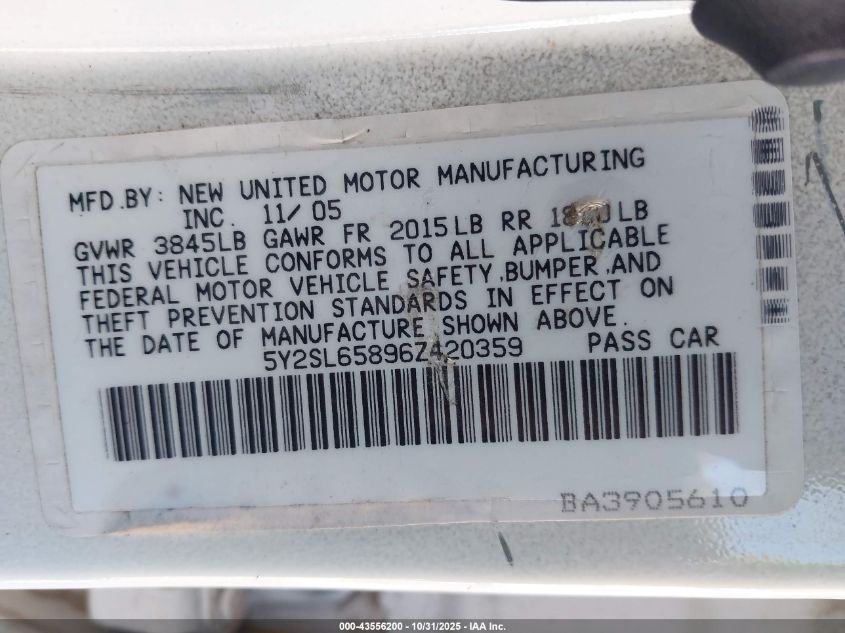 MFD.BY: NEW UNITED MOTOR MANUFACTURING
INC. 11/05
GVWR 3845LB GAWR FR 2015LB RR LB
THIS VEHICLE CONFORMS TO ALL APPLICABLE
FEDERAL MOTOR VEHICLE SAFETY,BUMPER,AND
THEFT PREVENTION STANDARDS IN EFFECT ON
THE DATE OF MANUFACTURE SHOWN ABOVE.
5Y2SL65896Z420359 PASS CAR
BA3905610
000-43556200 - 10/31/2025 - IAA Inc.